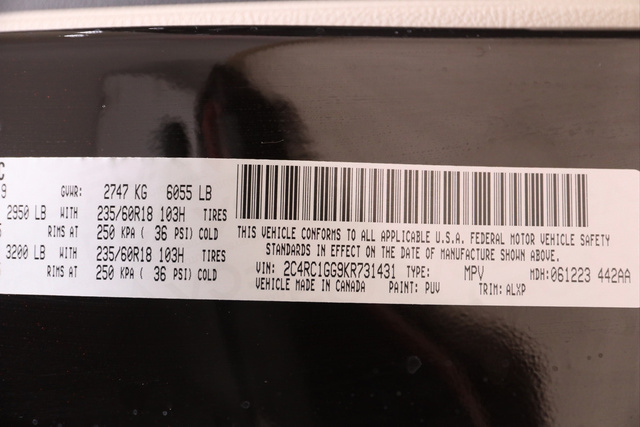 C
9 GVWR: 2747 KG 6055 LB
2950 LB WITH 235/60R18 103H TIRES
RIMS AT 250 KPA ( 36 PSI) COLD
3200 LB WITH 235/60R18 103H TIRES
RIMS AT 250 KPA ( 36 PSI) COLD
THIS VEHICLE CONFORMS TO ALL APPLICABLE U.S.A. FEDERAL MOTOR VEHICLE SAFETY
STANDARDS IN EFFECT ON THE DATE OF MANUFACTURE SHOWN ABOVE.
VIN: 2C4RC1GG9KR731431 TYPE: MPV MDH:061223 442AA
VEHICLE MADE IN CANADA PAINT: PUV TRIM: ALXP